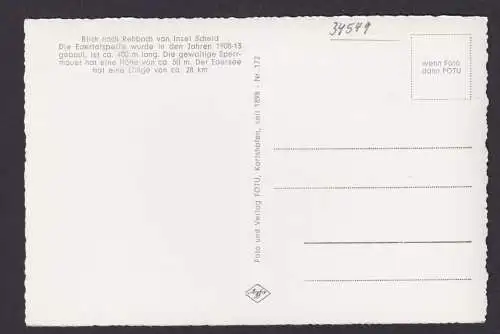 Blick nach Rehbach von Insel Scheid
Die Edertalsperre wurde in den Jahren 1908-15
gebaut, ist ca. 400 m lang. Die gewaltige Sperr-
mauer hat eine Höhe von ca. 50 m. Der Edersee
hat eine Länge von ca. 28 km
34549
wenn Foto
dann FOTU
Foto und Verlag FOTU, Karlshafen, seit 1898 · Nr. 172
Agfa